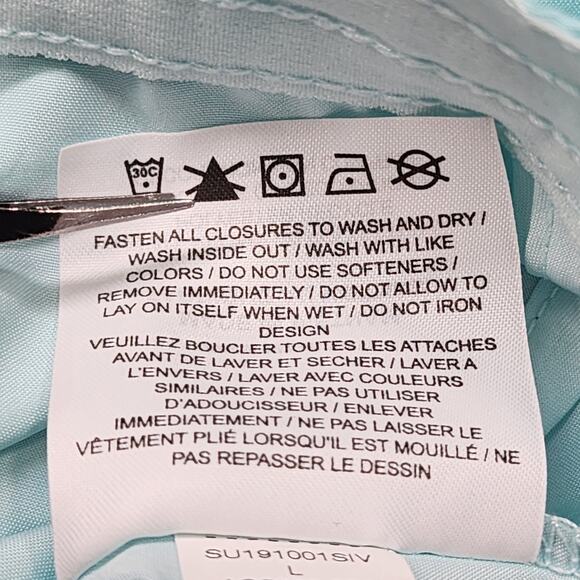 30C
FASTEN ALL CLOSURES TO WASH AND DRY /
WASH INSIDE OUT / WASH WITH LIKE
COLORS / DO NOT USE SOFTENERS /
REMOVE IMMEDIATELY / DO NOT ALLOW TO
LAY ON ITSELF WHEN WET / DO NOT IRON
DESIGN
VEUILLEZ BOUCLER TOUTES LES ATTACHES
AVANT DE LAVER ET SECHER / LAVER A
L'ENVERS / LAVER AVEC COULEURS
SIMILAIRES / NE PAS UTILISER
D'ADOUCISSEUR / ENLEVER
IMMEDIATEMENT / NE PAS LAISSER LE
VÊTEMENT PLIÉ LORSQU'IL EST MOUILLÉ / NE
PAS REPASSER LE DESSIN
SU191001SIV
L